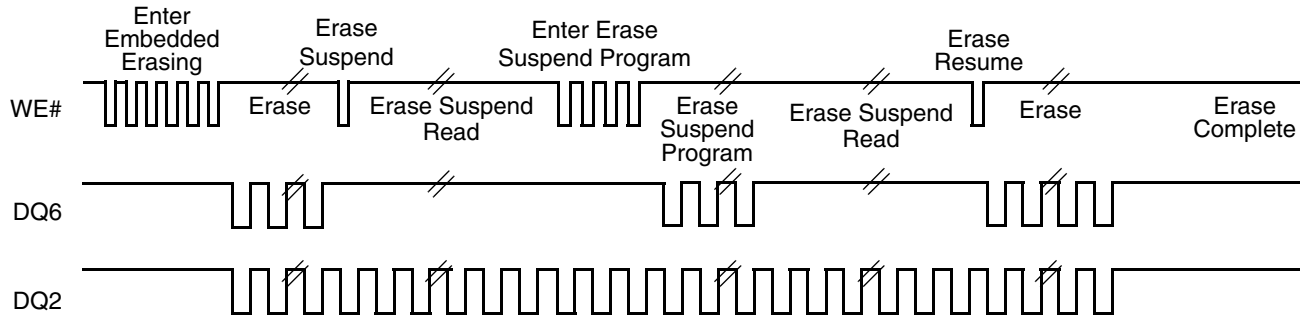 Enter
Embedded
Erasing
Erase
Suspend
Enter Erase
Suspend Program
Erase
Resume
WE#
Erase
Erase Suspend
Read
Erase
Suspend
Program
Erase Suspend
Read
Erase
Erase
Complete
DQ6
DQ2